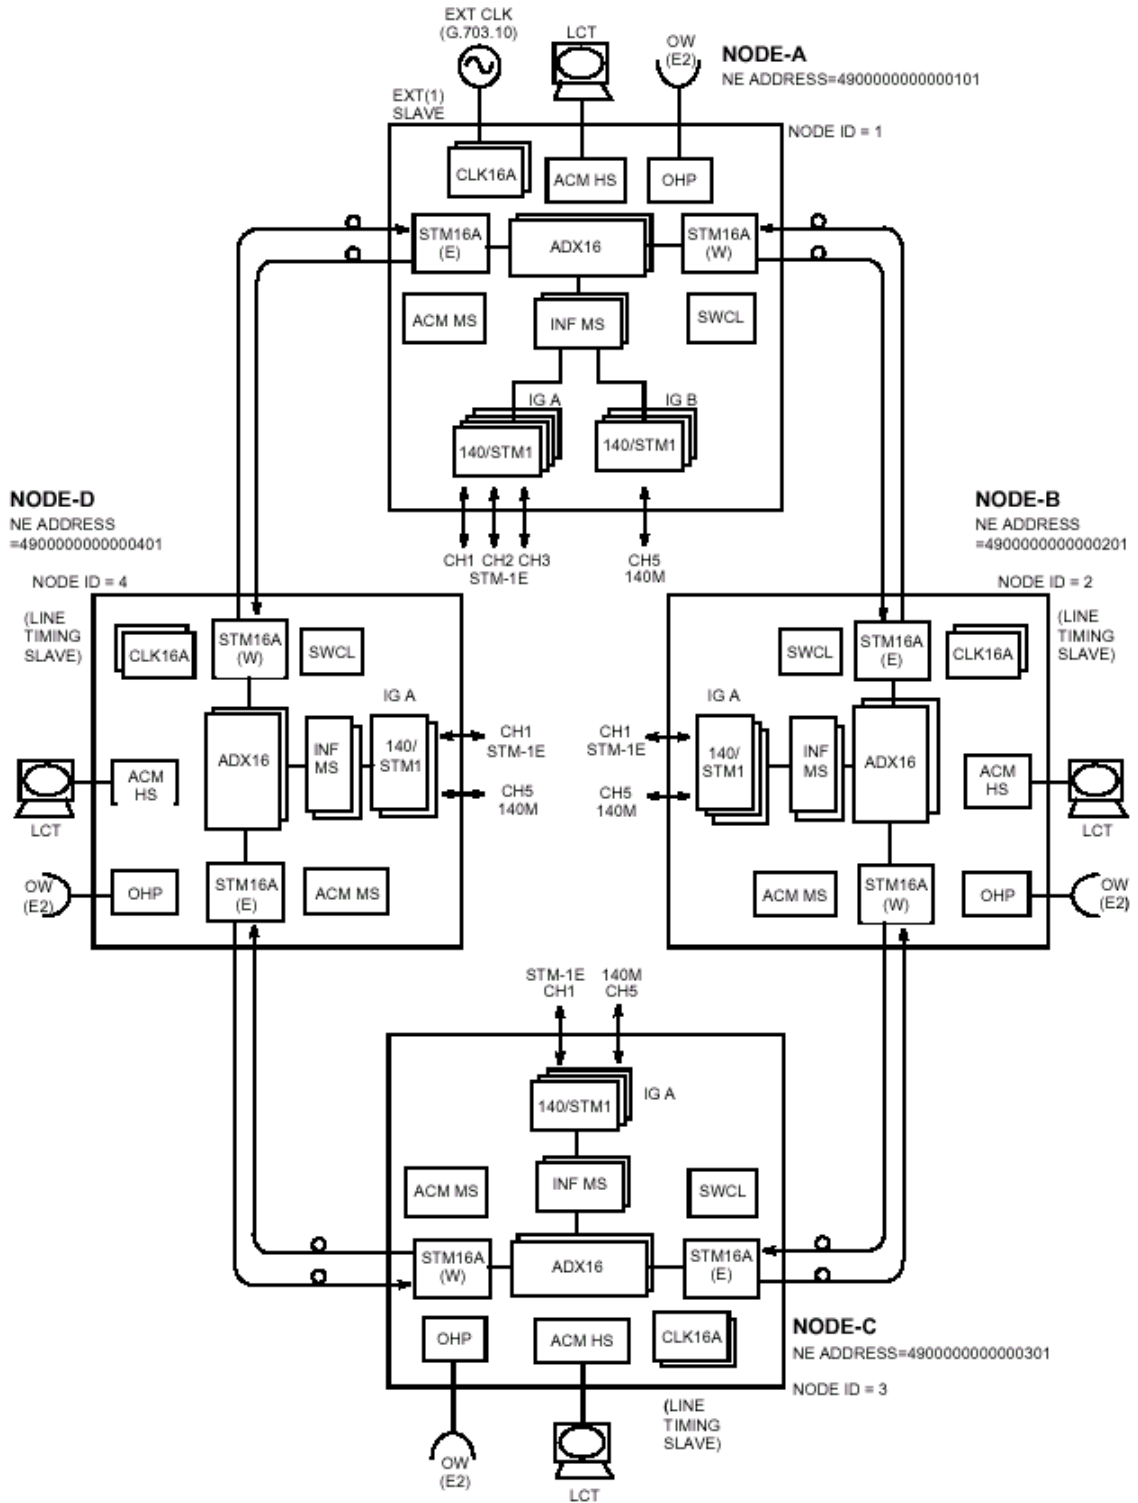 EXT CLK
(G.703.10)
LCT
OW
(E2)
NODE-A
NE ADDRESS=4900000000000101
EXT(1)
SLAVE
NODE ID = 1
CLK16A
ACM HS
OHP
STM16A
(E)
ADX16
STM16A
(W)
ACM MS
INF MS
SWCL
IG A
IG B
140/STM1
140/STM1
CH1 CH2 CH3
STM-1E
CH5
140M
NODE-D
NE ADDRESS
=4900000000000401
NODE ID = 4
(LINE
TIMING
SLAVE)
CLK16A
STM16A
(W)
SWCL
IG A
ADX16
INF
MS
140/
STM1
CH1
STM-1E
CH5
140M
ACM
HS
LCT
OW
(E2)
OHP
STM16A
(E)
ACM MS
NODE-B
NE ADDRESS
=4900000000000201
NODE ID = 2
(LINE
TIMING
SLAVE)
SWCL
STM16A
(E)
CLK16A
IG A
CH1
STM-1E
CH5
140M
140/
STM1
INF
MS
ADX16
ACM
HS
LCT
ACM MS
STM16A
(W)
OHP
OW
(E2)
STM-1E
CH1
140M
CH5
140/STM1
IG A
ACM MS
INF MS
SWCL
STM16A
(W)
ADX16
STM16A
(E)
OHP
ACM HS
CLK16A
NODE-C
NE ADDRESS=4900000000000301
NODE ID = 3
(LINE
TIMING
SLAVE)
OW
(E2)
LCT